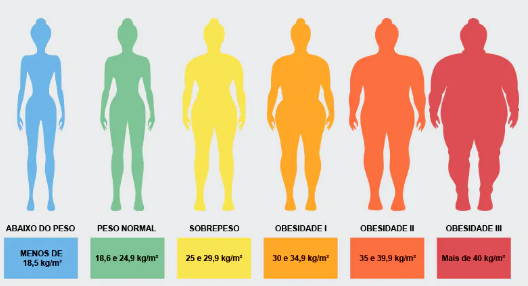 ABAIXO DO PESO
PESO NORMAL
SOBREPESO
OBESIDADE I
OBESIDADE II
OBESIDADE III
MENOS DE
18,5 kg/m²
18,6 e 24,9 kg/m²
25 e 29,9 kg/m²
30 e 34,9 kg/m²
35 e 39,9 kg/m²
Mais de 40 kg/m²